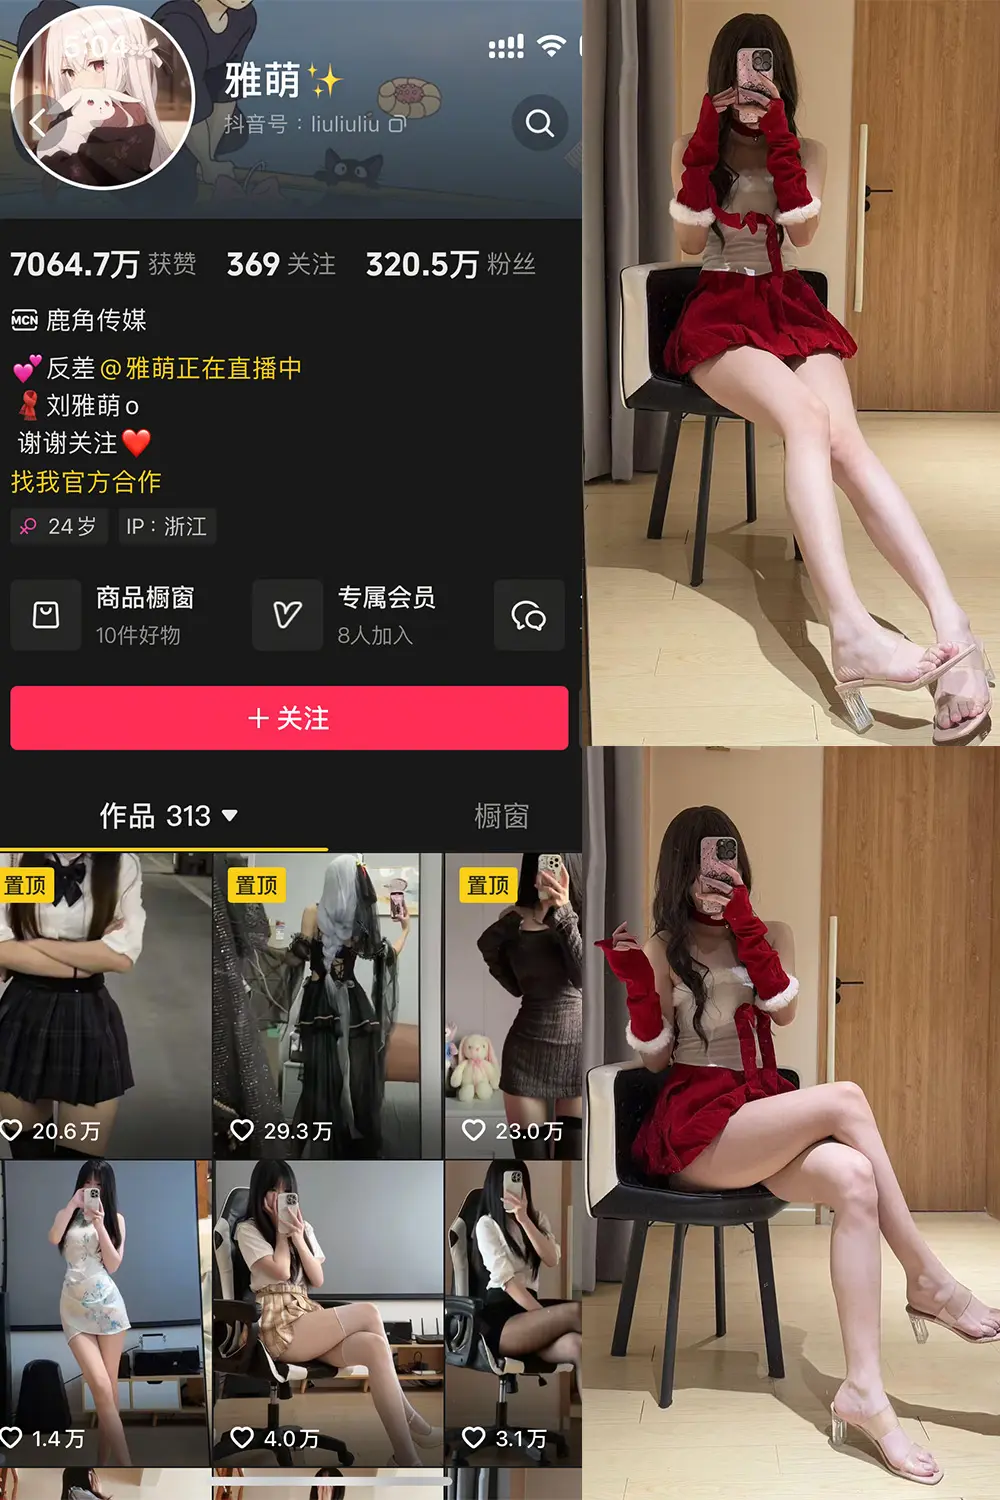 5:04
雅萌✨
抖音号：liuliuliu
7064.7万 获赞 369 关注 320.5万 粉丝
MCN 鹿角传媒
💕反差@雅萌正在直播中
🧣刘雅萌o
谢谢关注❤️
找我官方合作
24岁 IP：浙江
商品橱窗 专属会员
10件好物 8人加入
+ 关注
作品 313 橱窗
置顶 置顶 置顶
20.6万 29.3万 23.0万
1.4万 4.0万 3.1万